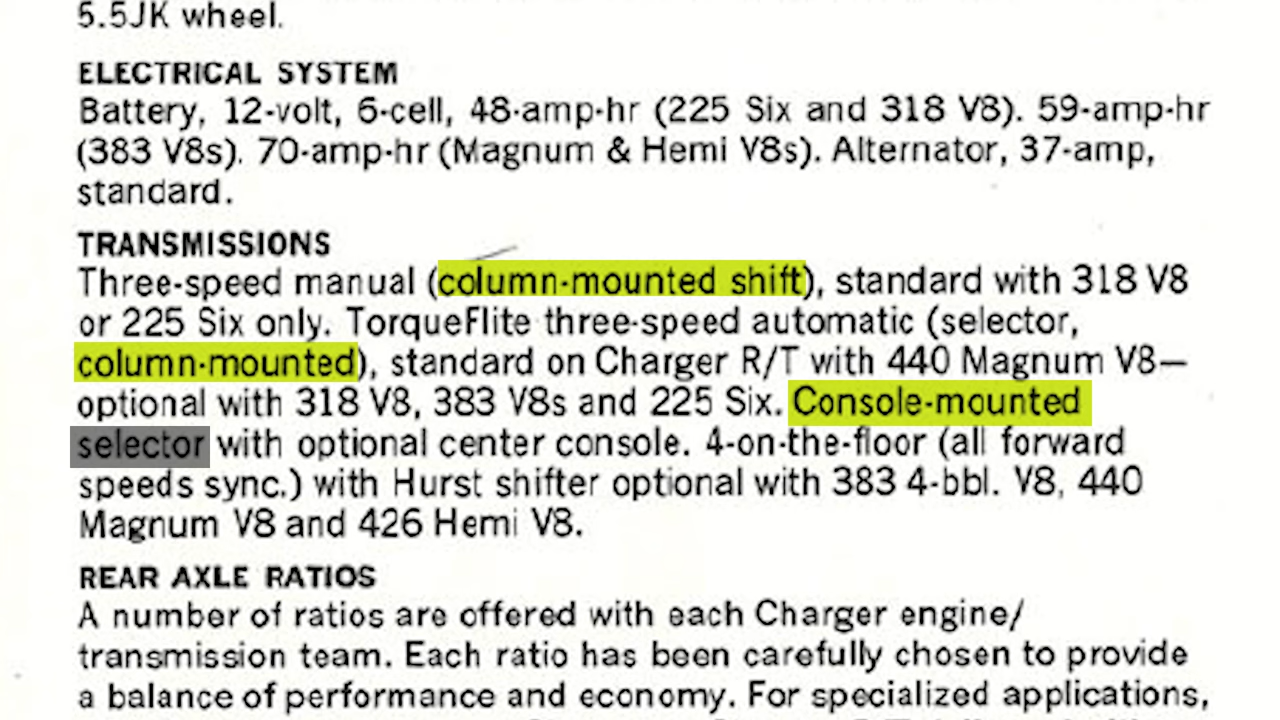 5.5JK wheel.
ELECTRICAL SYSTEM
Battery, 12-volt, 6-cell, 48-amp-hr (225 Six and 318 V8). 59-amp-hr
(383 V8s). 70-amp-hr (Magnum & Hemi V8s). Alternator, 37-amp,
standard.
TRANSMISSIONS
Three-speed manual (column-mounted shift), standard with 318 V8
or 225 Six only. TorqueFlite three-speed automatic (selector,
column-mounted), standard on Charger R/T with 440 Magnum V8—
optional with 318 V8, 383 V8s and 225 Six. Console-mounted
selector with optional center console. 4-on-the-floor (all forward
speeds sync.) with Hurst shifter optional with 383 4-bbl. V8, 440
Magnum V8 and 426 Hemi V8.
REAR AXLE RATIOS
A number of ratios are offered with each Charger engine/
transmission team. Each ratio has been carefully chosen to provide
a balance of performance and economy. For specialized applications,